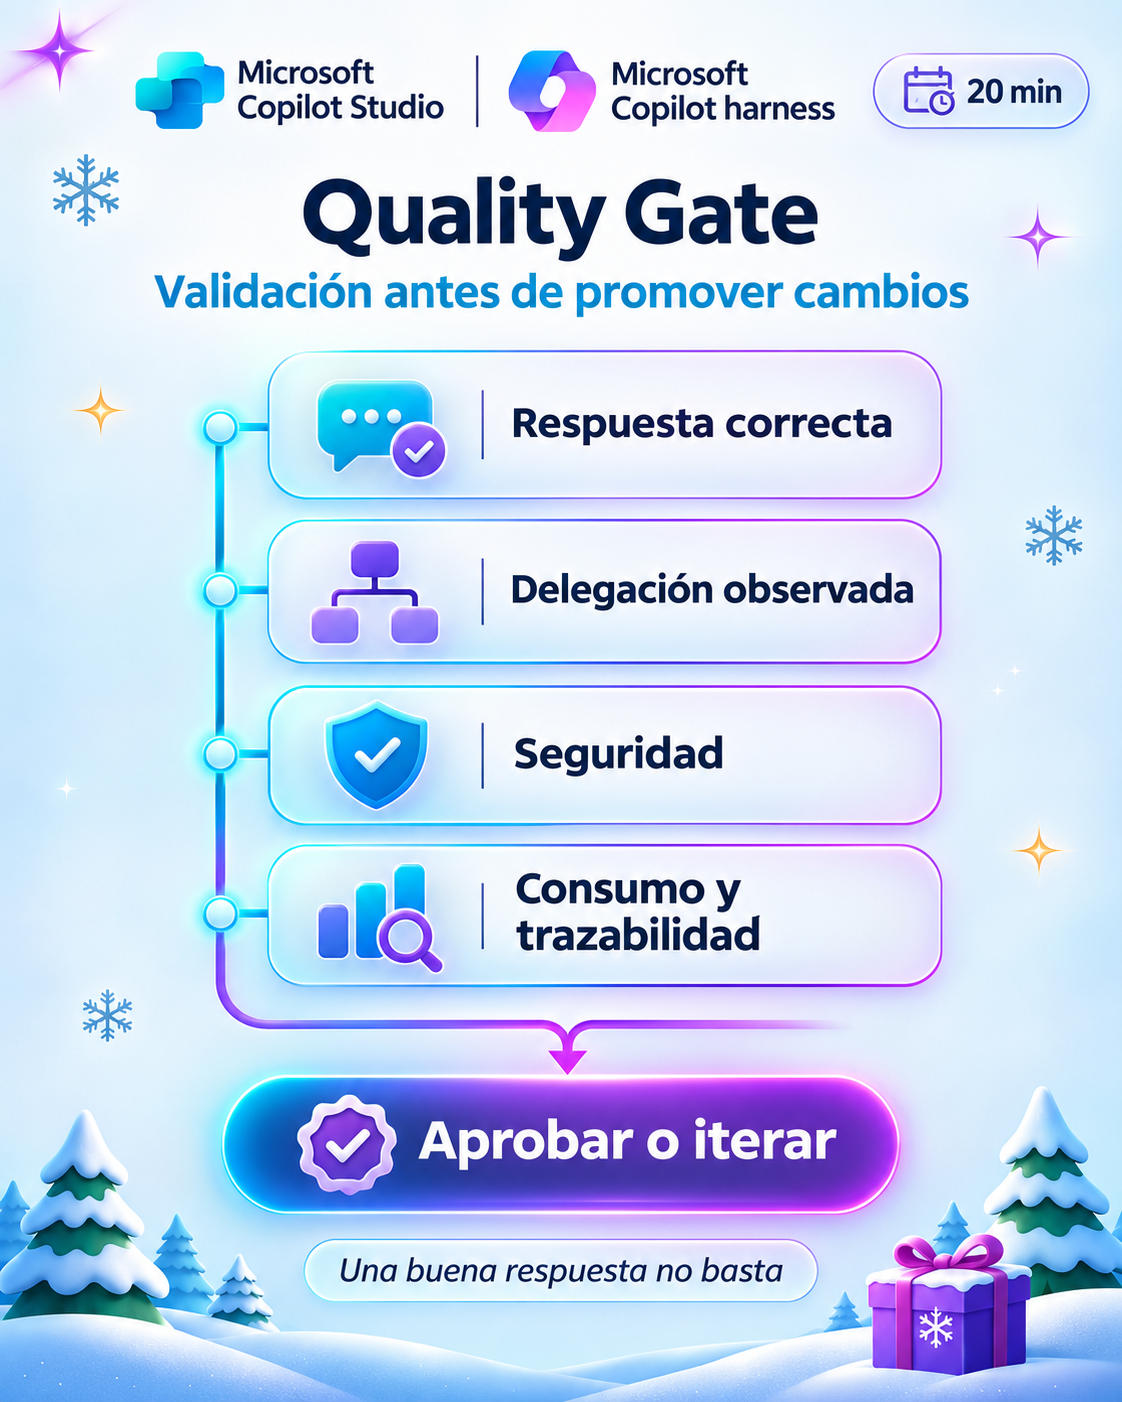 Microsoft
Copilot Studio
Microsoft
Copilot harness
20 min
Quality Gate
Validación antes de promover cambios
Respuesta correcta
Delegación observada
Seguridad
Consumo y
trazabilidad
Aprobar o iterar
Una buena respuesta no basta